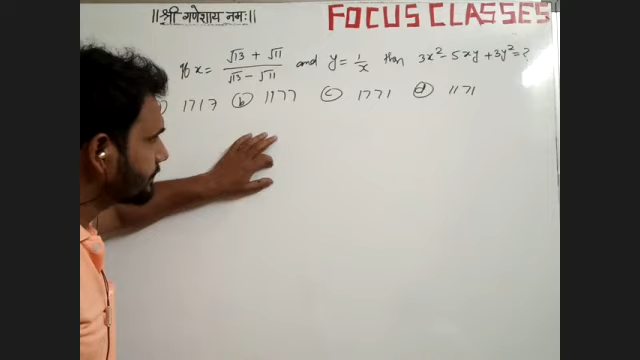 ||श्री गणेशाय नमः||
FOCUS CLASSES
If x = (√13 + √11)/(√13 - √11) and y = 1/x then 3x² - 5xy + 3y² = ?
1717 (b) 1177 (c) 1771 (d) 1171